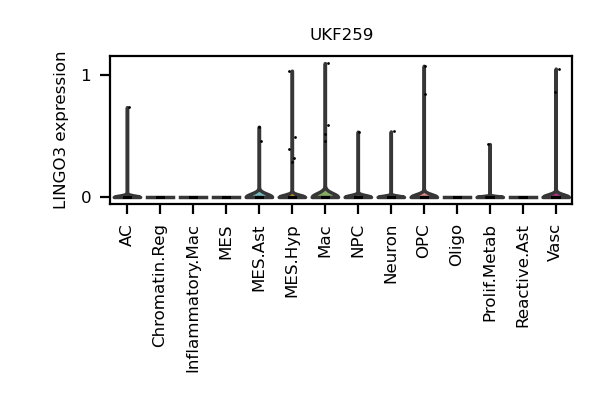 UKF259
LINGO3 expression
1
0
AC
Chromatin.Reg
Inflammatory.Mac
MES
MES.Ast
MES.Hyp
Mac
NPC
Neuron
OPC
Oligo
Prolif.Metab
Reactive.Ast
Vasc